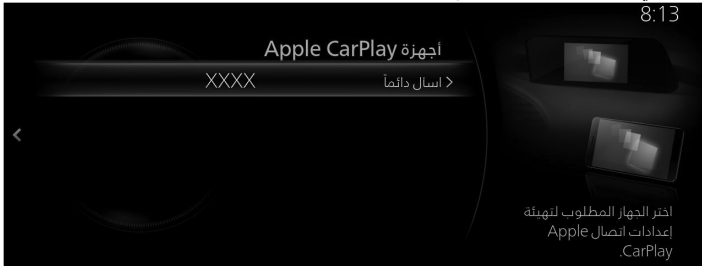 8:13
أجهزة Apple CarPlay
اسال دائماً XXXX
اختر الجهاز المطلوب لتهيئة
إعدادات اتصال Apple
CarPlay.